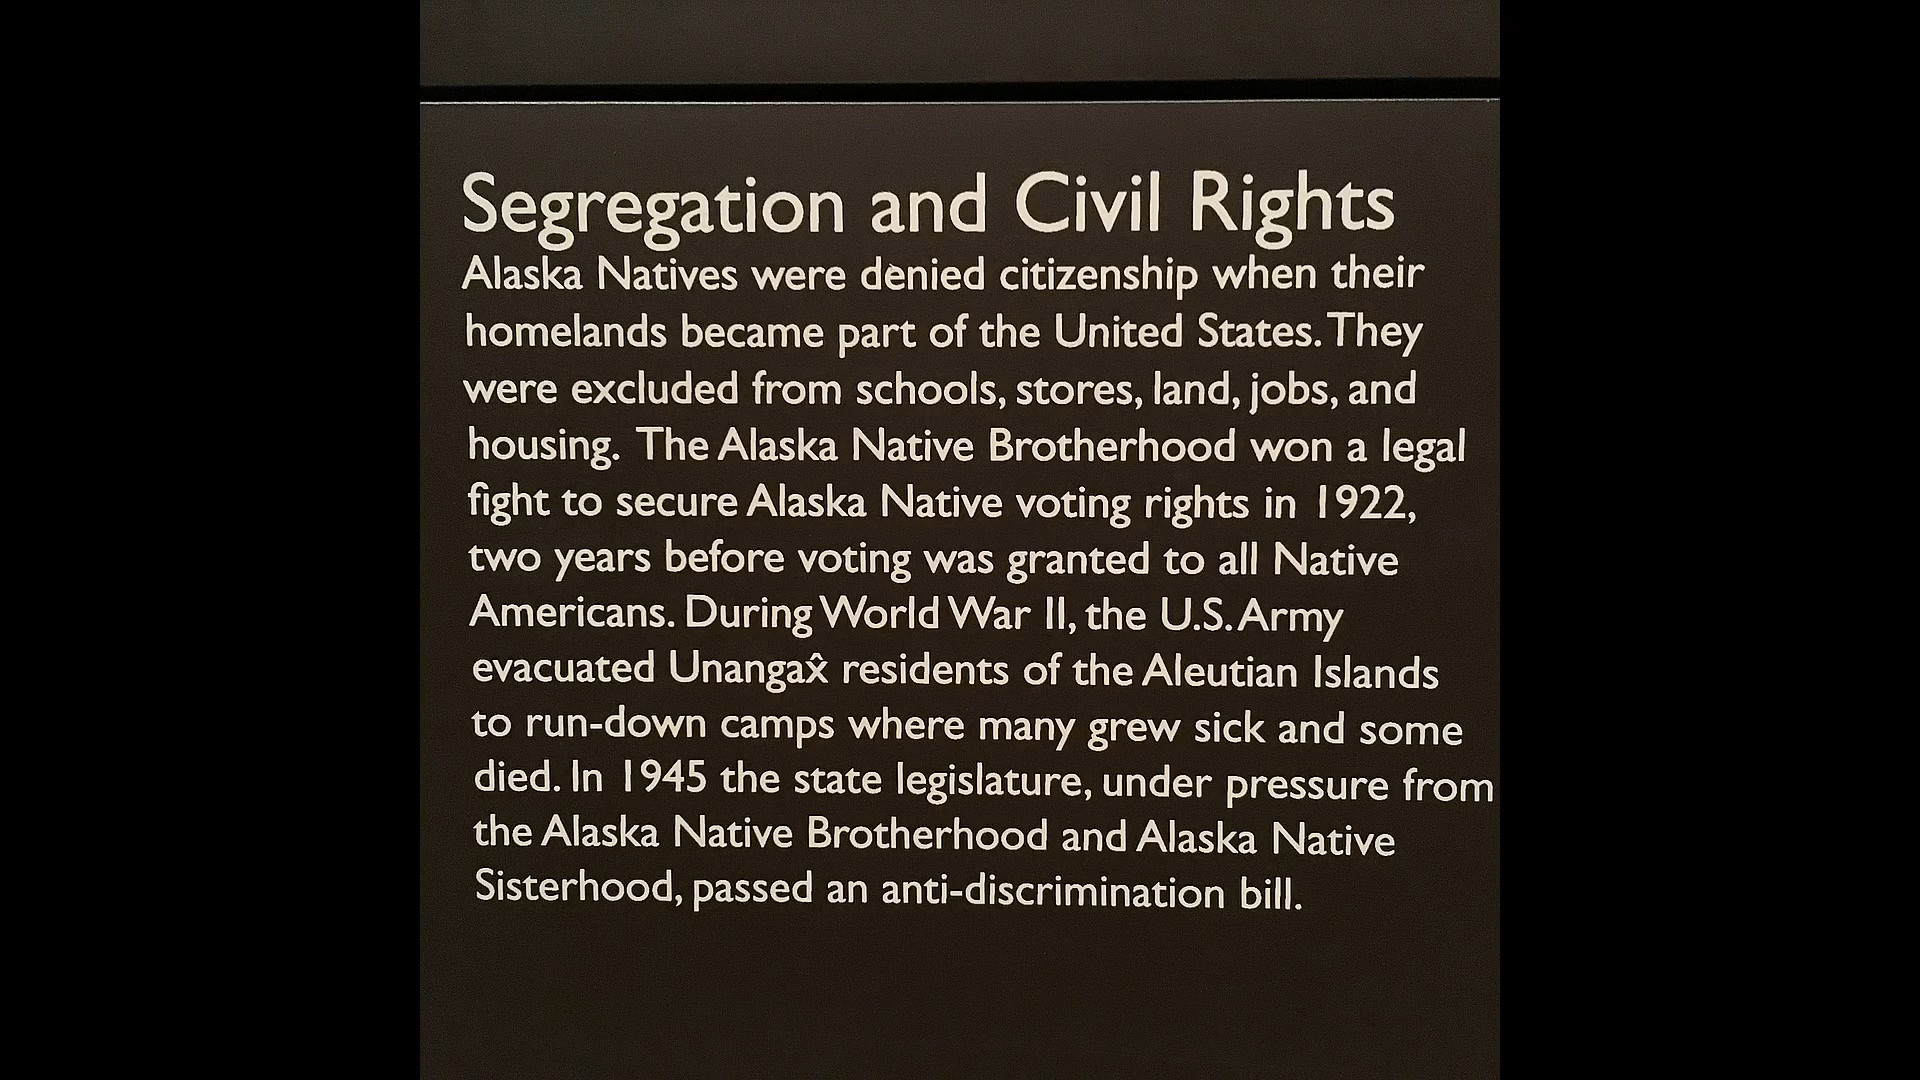 Segregation and Civil Rights
Alaska Natives were denied citizenship when their
homelands became part of the United States. They
were excluded from schools, stores, land, jobs, and
housing. The Alaska Native Brotherhood won a legal
fight to secure Alaska Native voting rights in 1922,
two years before voting was granted to all Native
Americans. During World War II, the U.S. Army
evacuated Unangax̂ residents of the Aleutian Islands
to run-down camps where many grew sick and some
died. In 1945 the state legislature, under pressure from
the Alaska Native Brotherhood and Alaska Native
Sisterhood, passed an anti-discrimination bill.